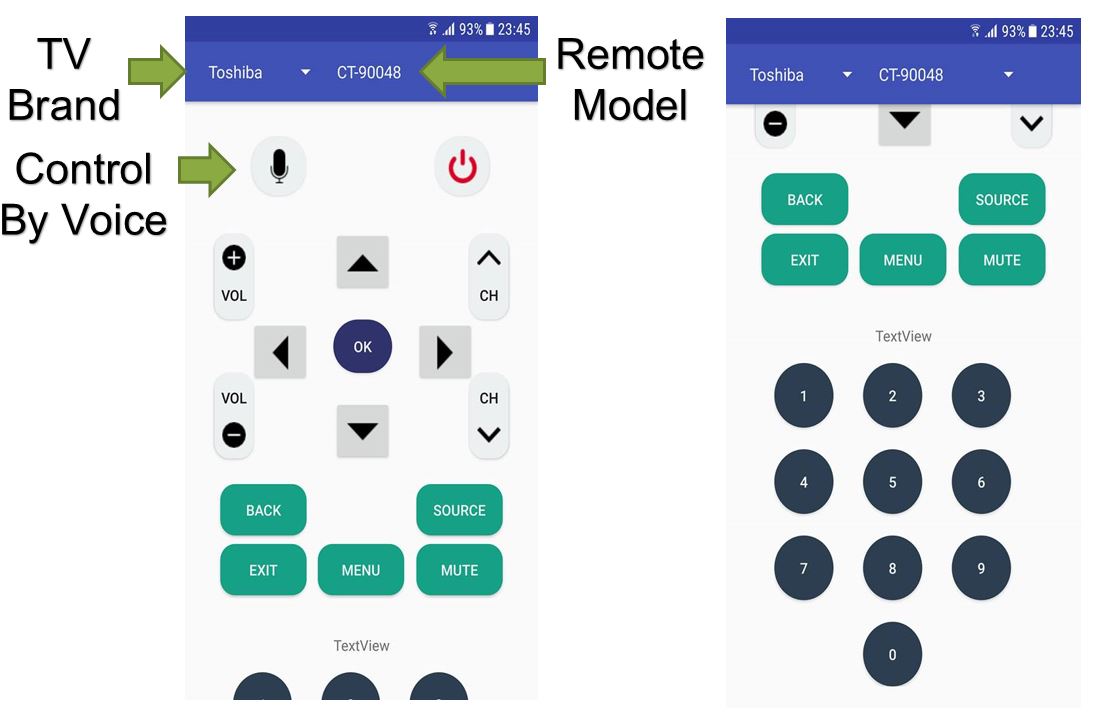 TV
Brand
Control
By Voice
Remote
Model
93% 23:45
Toshiba CT-90048
VOL CH
OK
VOL CH
BACK SOURCE
EXIT MENU MUTE
TextView
93% 23:45
Toshiba CT-90048
BACK SOURCE
EXIT MENU MUTE
TextView
1 2 3
4 5 6
7 8 9
0